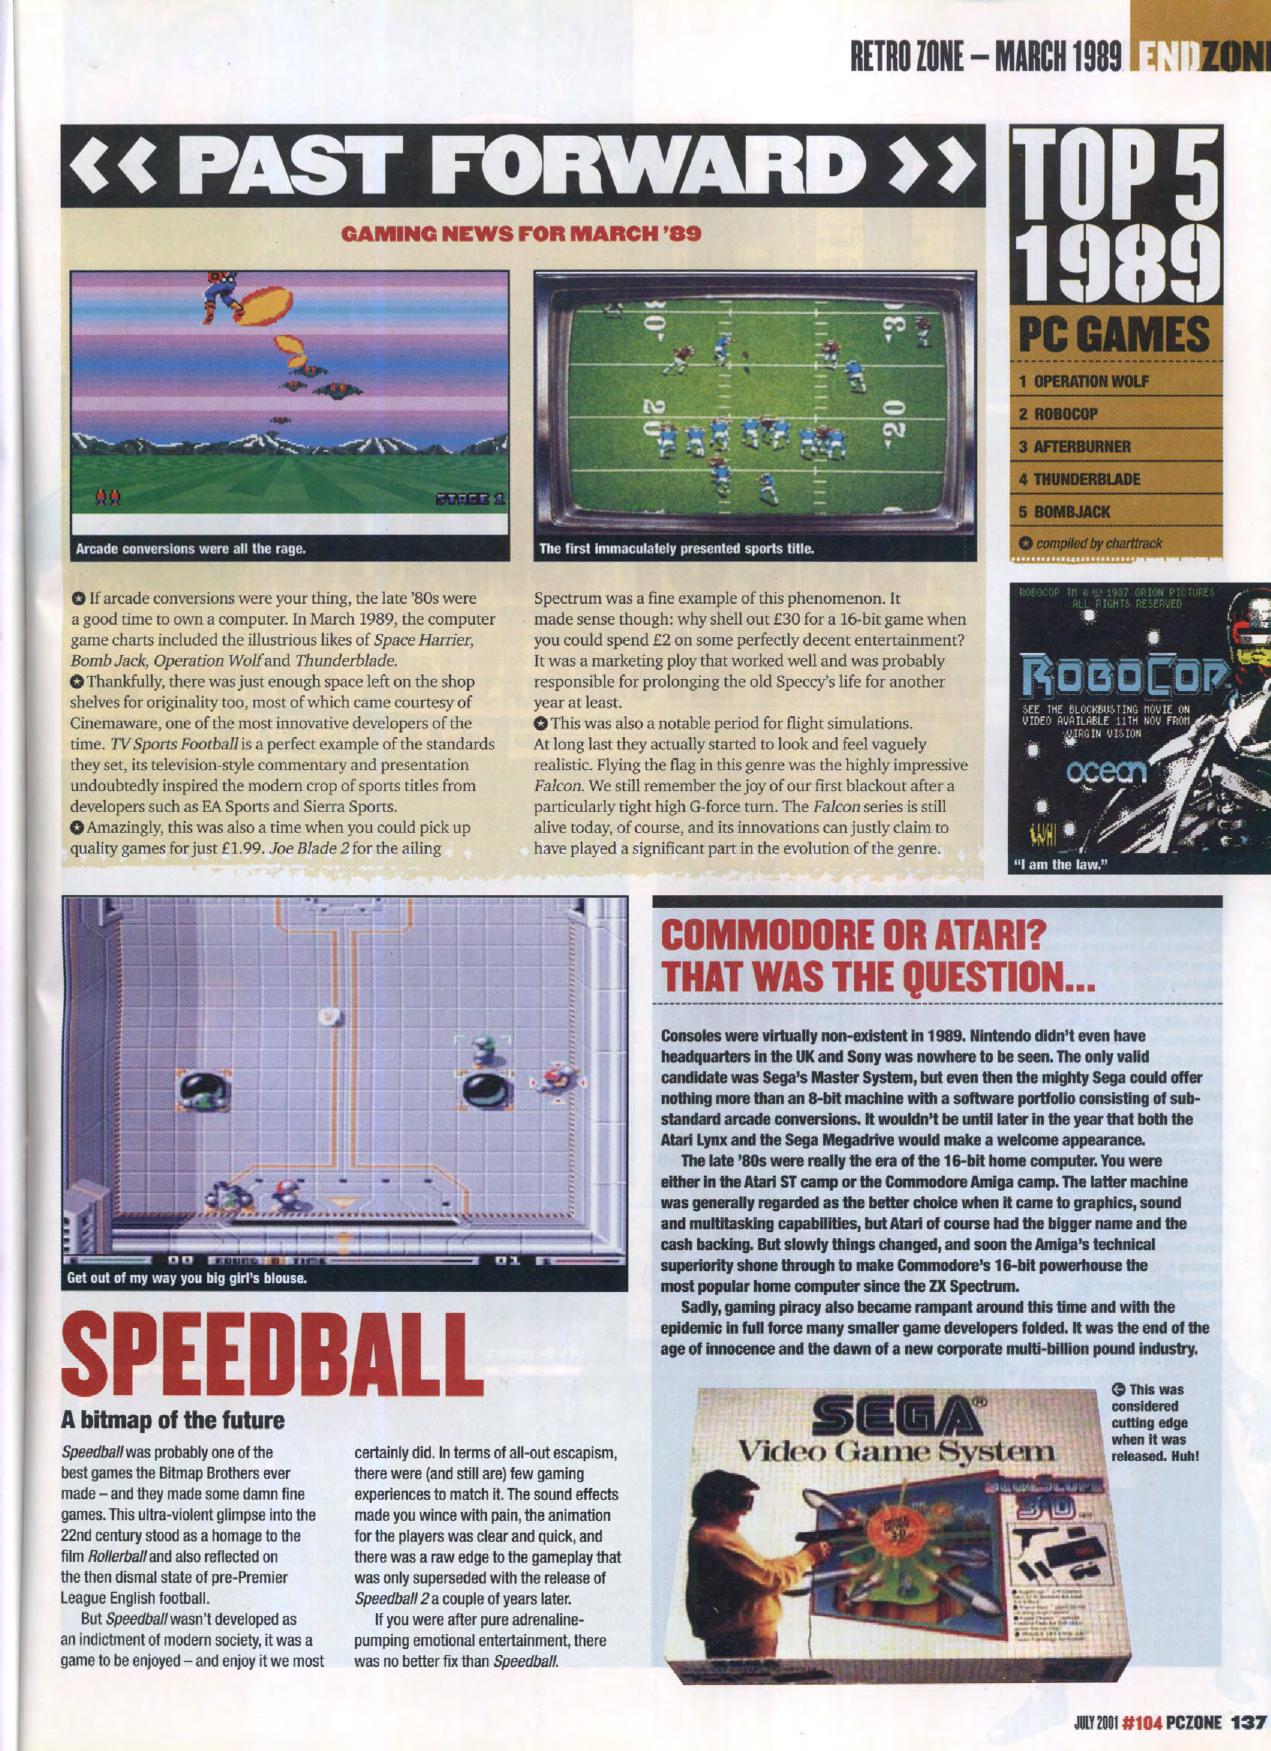 RETRO ZONE – MARCH 1989 ENDZON
<< PAST FORWARD >>
GAMING NEWS FOR MARCH '89
STAGE 1
Arcade conversions were all the rage.
The first immaculately presented sports title.
✪ If arcade conversions were your thing, the late '80s were
a good time to own a computer. In March 1989, the computer
game charts included the illustrious likes of Space Harrier,
Bomb Jack, Operation Wolf and Thunderblade.
✪ Thankfully, there was just enough space left on the shop
shelves for originality too, most of which came courtesy of
Cinemaware, one of the most innovative developers of the
time. TV Sports Football is a perfect example of the standards
they set, its television-style commentary and presentation
undoubtedly inspired the modern crop of sports titles from
developers such as EA Sports and Sierra Sports.
✪ Amazingly, this was also a time when you could pick up
quality games for just £1.99. Joe Blade 2 for the ailing
Spectrum was a fine example of this phenomenon. It
made sense though: why shell out £30 for a 16-bit game when
you could spend £2 on some perfectly decent entertainment?
It was a marketing ploy that worked well and was probably
responsible for prolonging the old Speccy's life for another
year at least.
✪ This was also a notable period for flight simulations.
At long last they actually started to look and feel vaguely
realistic. Flying the flag in this genre was the highly impressive
Falcon. We still remember the joy of our first blackout after a
particularly tight high G-force turn. The Falcon series is still
alive today, of course, and its innovations can justly claim to
have played a significant part in the evolution of the genre.
TOP 5
1989
PC GAMES
1 OPERATION WOLF
2 ROBOCOP
3 AFTERBURNER
4 THUNDERBLADE
5 BOMBJACK
✪ compiled by charttrack
ROBOCOP TM & © 1987 ORION PICTURES
ALL RIGHTS RESERVED
ROBOCOP
SEE THE BLOCKBUSTING MOVIE ON
VIDEO AVAILABLE 11TH NOV FROM
VIRGIN VISION
ocean
"I am the law."
Get out of my way you big girl's blouse.
SPEEDBALL
A bitmap of the future
Speedball was probably one of the
best games the Bitmap Brothers ever
made – and they made some damn fine
games. This ultra-violent glimpse into the
22nd century stood as a homage to the
film Rollerball and also reflected on
the then dismal state of pre-Premier
League English football.
But Speedball wasn't developed as
an indictment of modern society, it was a
game to be enjoyed – and enjoy it we most
certainly did. In terms of all-out escapism,
there were (and still are) few gaming
experiences to match it. The sound effects
made you wince with pain, the animation
for the players was clear and quick, and
there was a raw edge to the gameplay that
was only superseded with the release of
Speedball 2 a couple of years later.
If you were after pure adrenaline-
pumping emotional entertainment, there
was no better fix than Speedball.
COMMODORE OR ATARI?
THAT WAS THE QUESTION...
Consoles were virtually non-existent in 1989. Nintendo didn't even have
headquarters in the UK and Sony was nowhere to be seen. The only valid
candidate was Sega's Master System, but even then the mighty Sega could offer
nothing more than an 8-bit machine with a software portfolio consisting of sub-
standard arcade conversions. It wouldn't be until later in the year that both the
Atari Lynx and the Sega Megadrive would make a welcome appearance.
The late '80s were really the era of the 16-bit home computer. You were
either in the Atari ST camp or the Commodore Amiga camp. The latter machine
was generally regarded as the better choice when it came to graphics, sound
and multitasking capabilities, but Atari of course had the bigger name and the
cash backing. But slowly things changed, and soon the Amiga's technical
superiority shone through to make Commodore's 16-bit powerhouse the
most popular home computer since the ZX Spectrum.
Sadly, gaming piracy also became rampant around this time and with the
epidemic in full force many smaller game developers folded. It was the end of the
age of innocence and the dawn of a new corporate multi-billion pound industry.
SEGA®
Video Game System
3D
This was
considered
cutting edge
when it was
released. Huh!
JULY 2001 #104 PCZONE 137